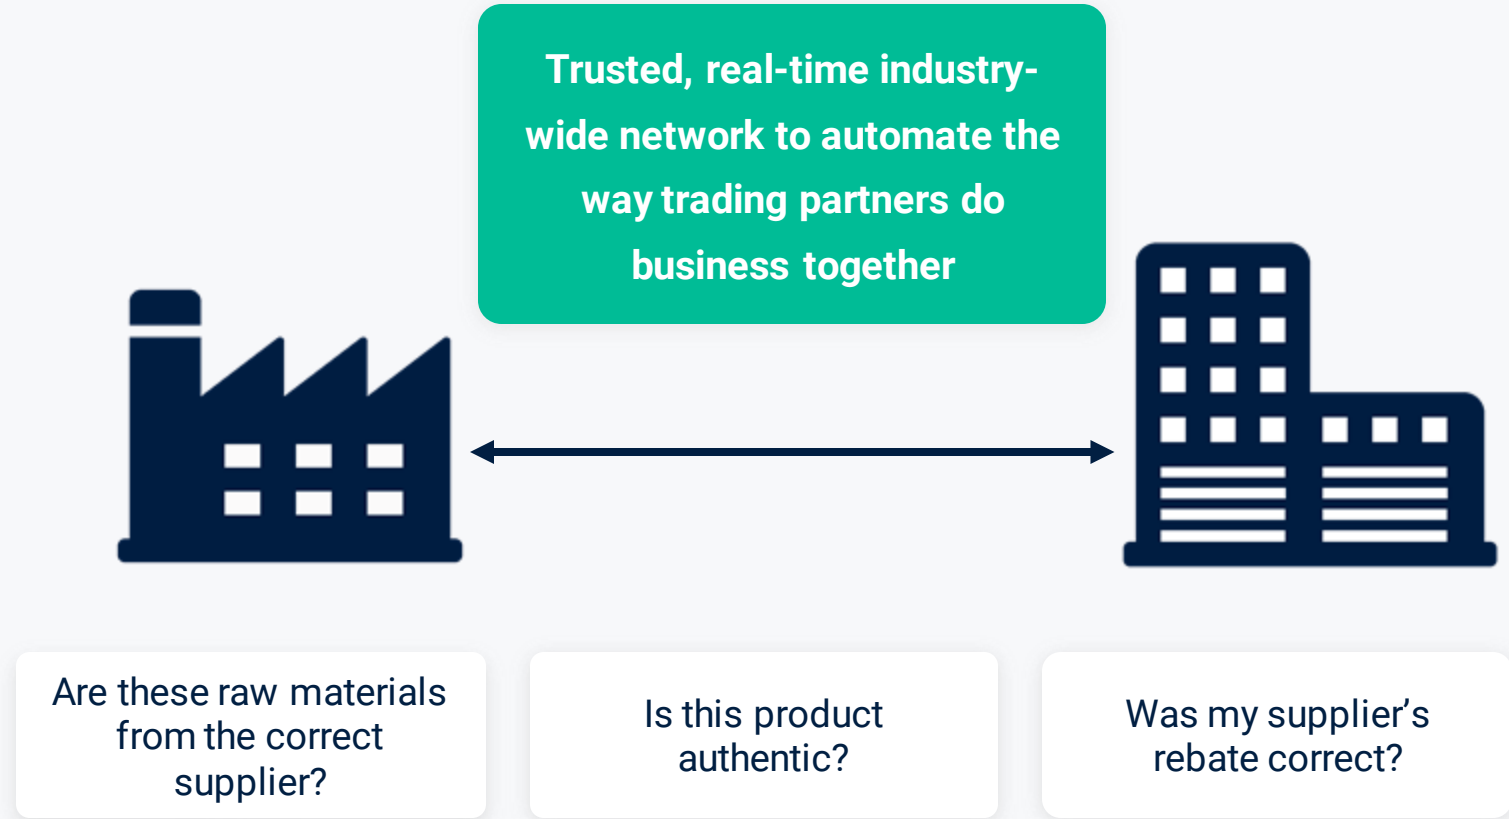 Trusted, real-time industry-
wide network to automate the
way trading partners do
business together
Are these raw materials
from the correct
supplier?
Is this product
authentic?
Was my supplier’s
rebate correct?